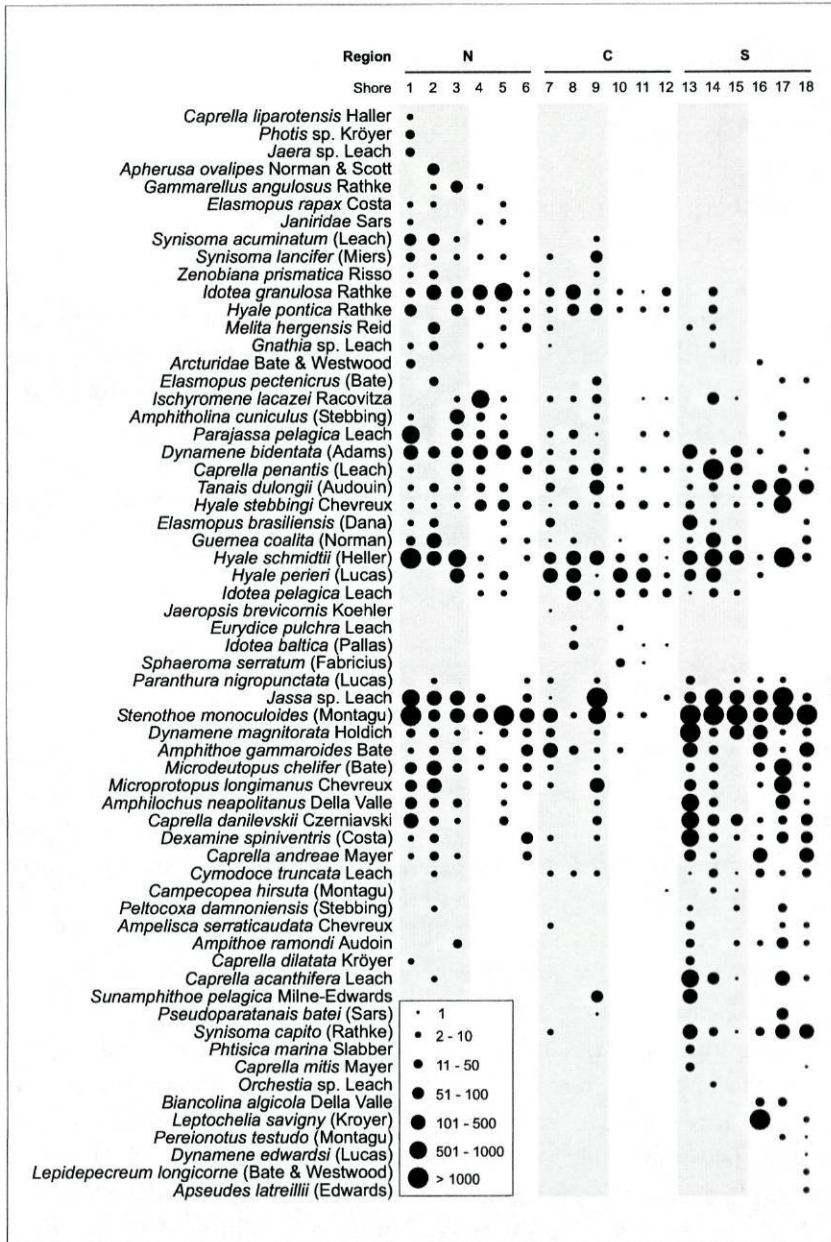 Region N C S
Shore 1 2 3 4 5 6 7 8 9 10 11 12 13 14 15 16 17 18
Caprella liparotensis Haller
Photis sp. Kröyer
Jaera sp. Leach
Apherusa ovalipes Norman & Scott
Gammarellus angulosus Rathke
Elasmopus rapax Costa
Janiridae Sars
Synisoma acuminatum (Leach)
Synisoma lancifer (Miers)
Zenobiana prismatica Risso
Idotea granulosa Rathke
Hyale pontica Rathke
Melita hergensis Reid
Gnathia sp. Leach
Arcturidae Bate & Westwood
Elasmopus pectenicrus (Bate)
Ischyromene lacazei Racovitza
Amphitholina cuniculus (Stebbing)
Parajassa pelagica Leach
Dynamene bidentata (Adams)
Caprella penantis (Leach)
Tanais dulongii (Audouin)
Hyale stebbingi Chevreux
Elasmopus brasiliensis (Dana)
Guernea coalita (Norman)
Hyale schmidtii (Heller)
Hyale perieri (Lucas)
Idotea pelagica Leach
Jaeropsis brevicornis Koehler
Eurydice pulchra Leach
Idotea baltica (Pallas)
Sphaeroma serratum (Fabricius)
Paranthura nigropunctata (Lucas)
Jassa sp. Leach
Stenothoe monoculoides (Montagu)
Dynamene magnitorata Holdich
Amphithoe gammaroides Bate
Microdeutopus chelifer (Bate)
Microprotopus longimanus Chevreux
Amphilochus neapolitanus Della Valle
Caprella danilevskii Czerniavski
Dexamine spiniventris (Costa)
Caprella andreae Mayer
Cymodoce truncata Leach
Campecopea hirsuta (Montagu)
Peltocoxa damnoniensis (Stebbing)
Ampelisca serraticaudata Chevreux
Ampithoe ramondi Audoin
Caprella dilatata Kröyer
Caprella acanthifera Leach
Sunamphithoe pelagica Milne-Edwards
Pseudoparatanais batei (Sars)
Synisoma capito (Rathke)
Phtisica marina Slabber
Caprella mitis Mayer
Orchestia sp. Leach
Biancolina algicola Della Valle
Leptochelia savigny (Kroyer)
Pereionotus testudo (Montagu)
Dynamene edwardsi (Lucas)
Lepidepecreum longicorne (Bate & Westwood)
Apseudes latreillii (Edwards)
1
2 - 10
11 - 50
51 - 100
101 - 500
501 - 1000
> 1000